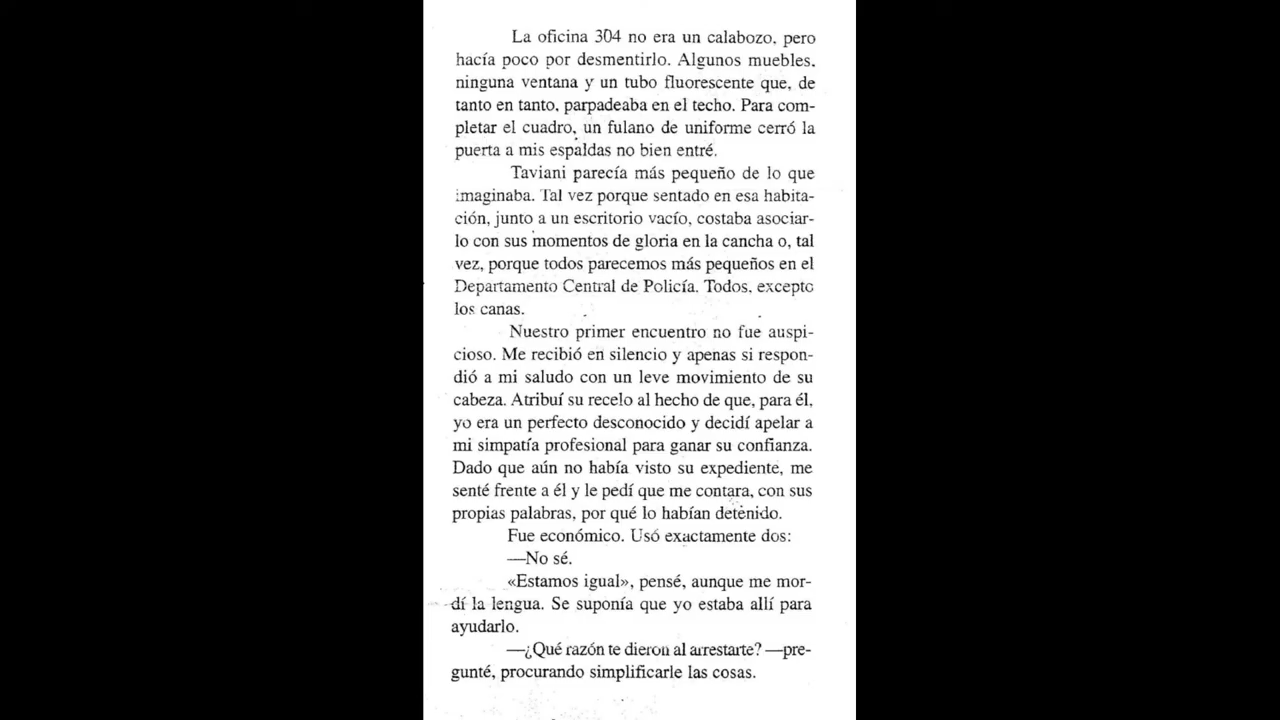 La oficina 304 no era un calabozo, pero
hacía poco por desmentirlo. Algunos muebles,
ninguna ventana y un tubo fluorescente que, de
tanto en tanto, parpadeaba en el techo. Para com-
pletar el cuadro, un fulano de uniforme cerró la
puerta a mis espaldas no bien entré.
Taviani parecía más pequeño de lo que
imaginaba. Tal vez porque sentado en esa habita-
ción, junto a un escritorio vacío, costaba asociar-
lo con sus momentos de gloria en la cancha o, tal
vez, porque todos parecemos más pequeños en el
Departamento Central de Policía. Todos, excepto
los canas.
Nuestro primer encuentro no fue auspi-
cioso. Me recibió en silencio y apenas si respon-
dió a mi saludo con un leve movimiento de su
cabeza. Atribuí su recelo al hecho de que, para él,
yo era un perfecto desconocido y decidí apelar a
mi simpatía profesional para ganar su confianza.
Dado que aún no había visto su expediente, me
senté frente a él y le pedí que me contara, con sus
propias palabras, por qué lo habían detenido.
Fue económico. Usó exactamente dos:
—No sé.
«Estamos igual», pensé, aunque me mor-
dí la lengua. Se suponía que yo estaba allí para
ayudarlo.
—¿Qué razón te dieron al arrestarte? —pre-
gunté, procurando simplificarle las cosas.